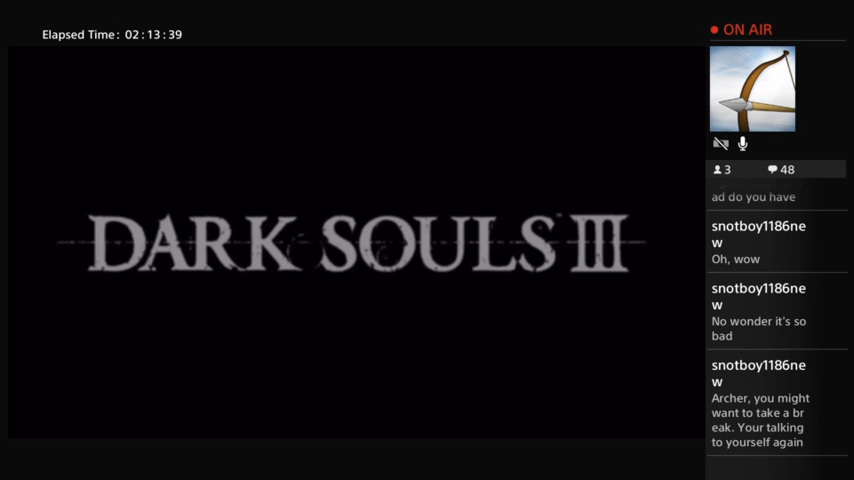 Elapsed Time: 02:13:39
ON AIR
3 48
ad do you have
snotboy1186ne
w
Oh, wow
snotboy1186ne
w
No wonder it's so
bad
snotboy1186ne
w
Archer, you might
want to take a br
eak. Your talking
to yourself again
DARK SOULS III